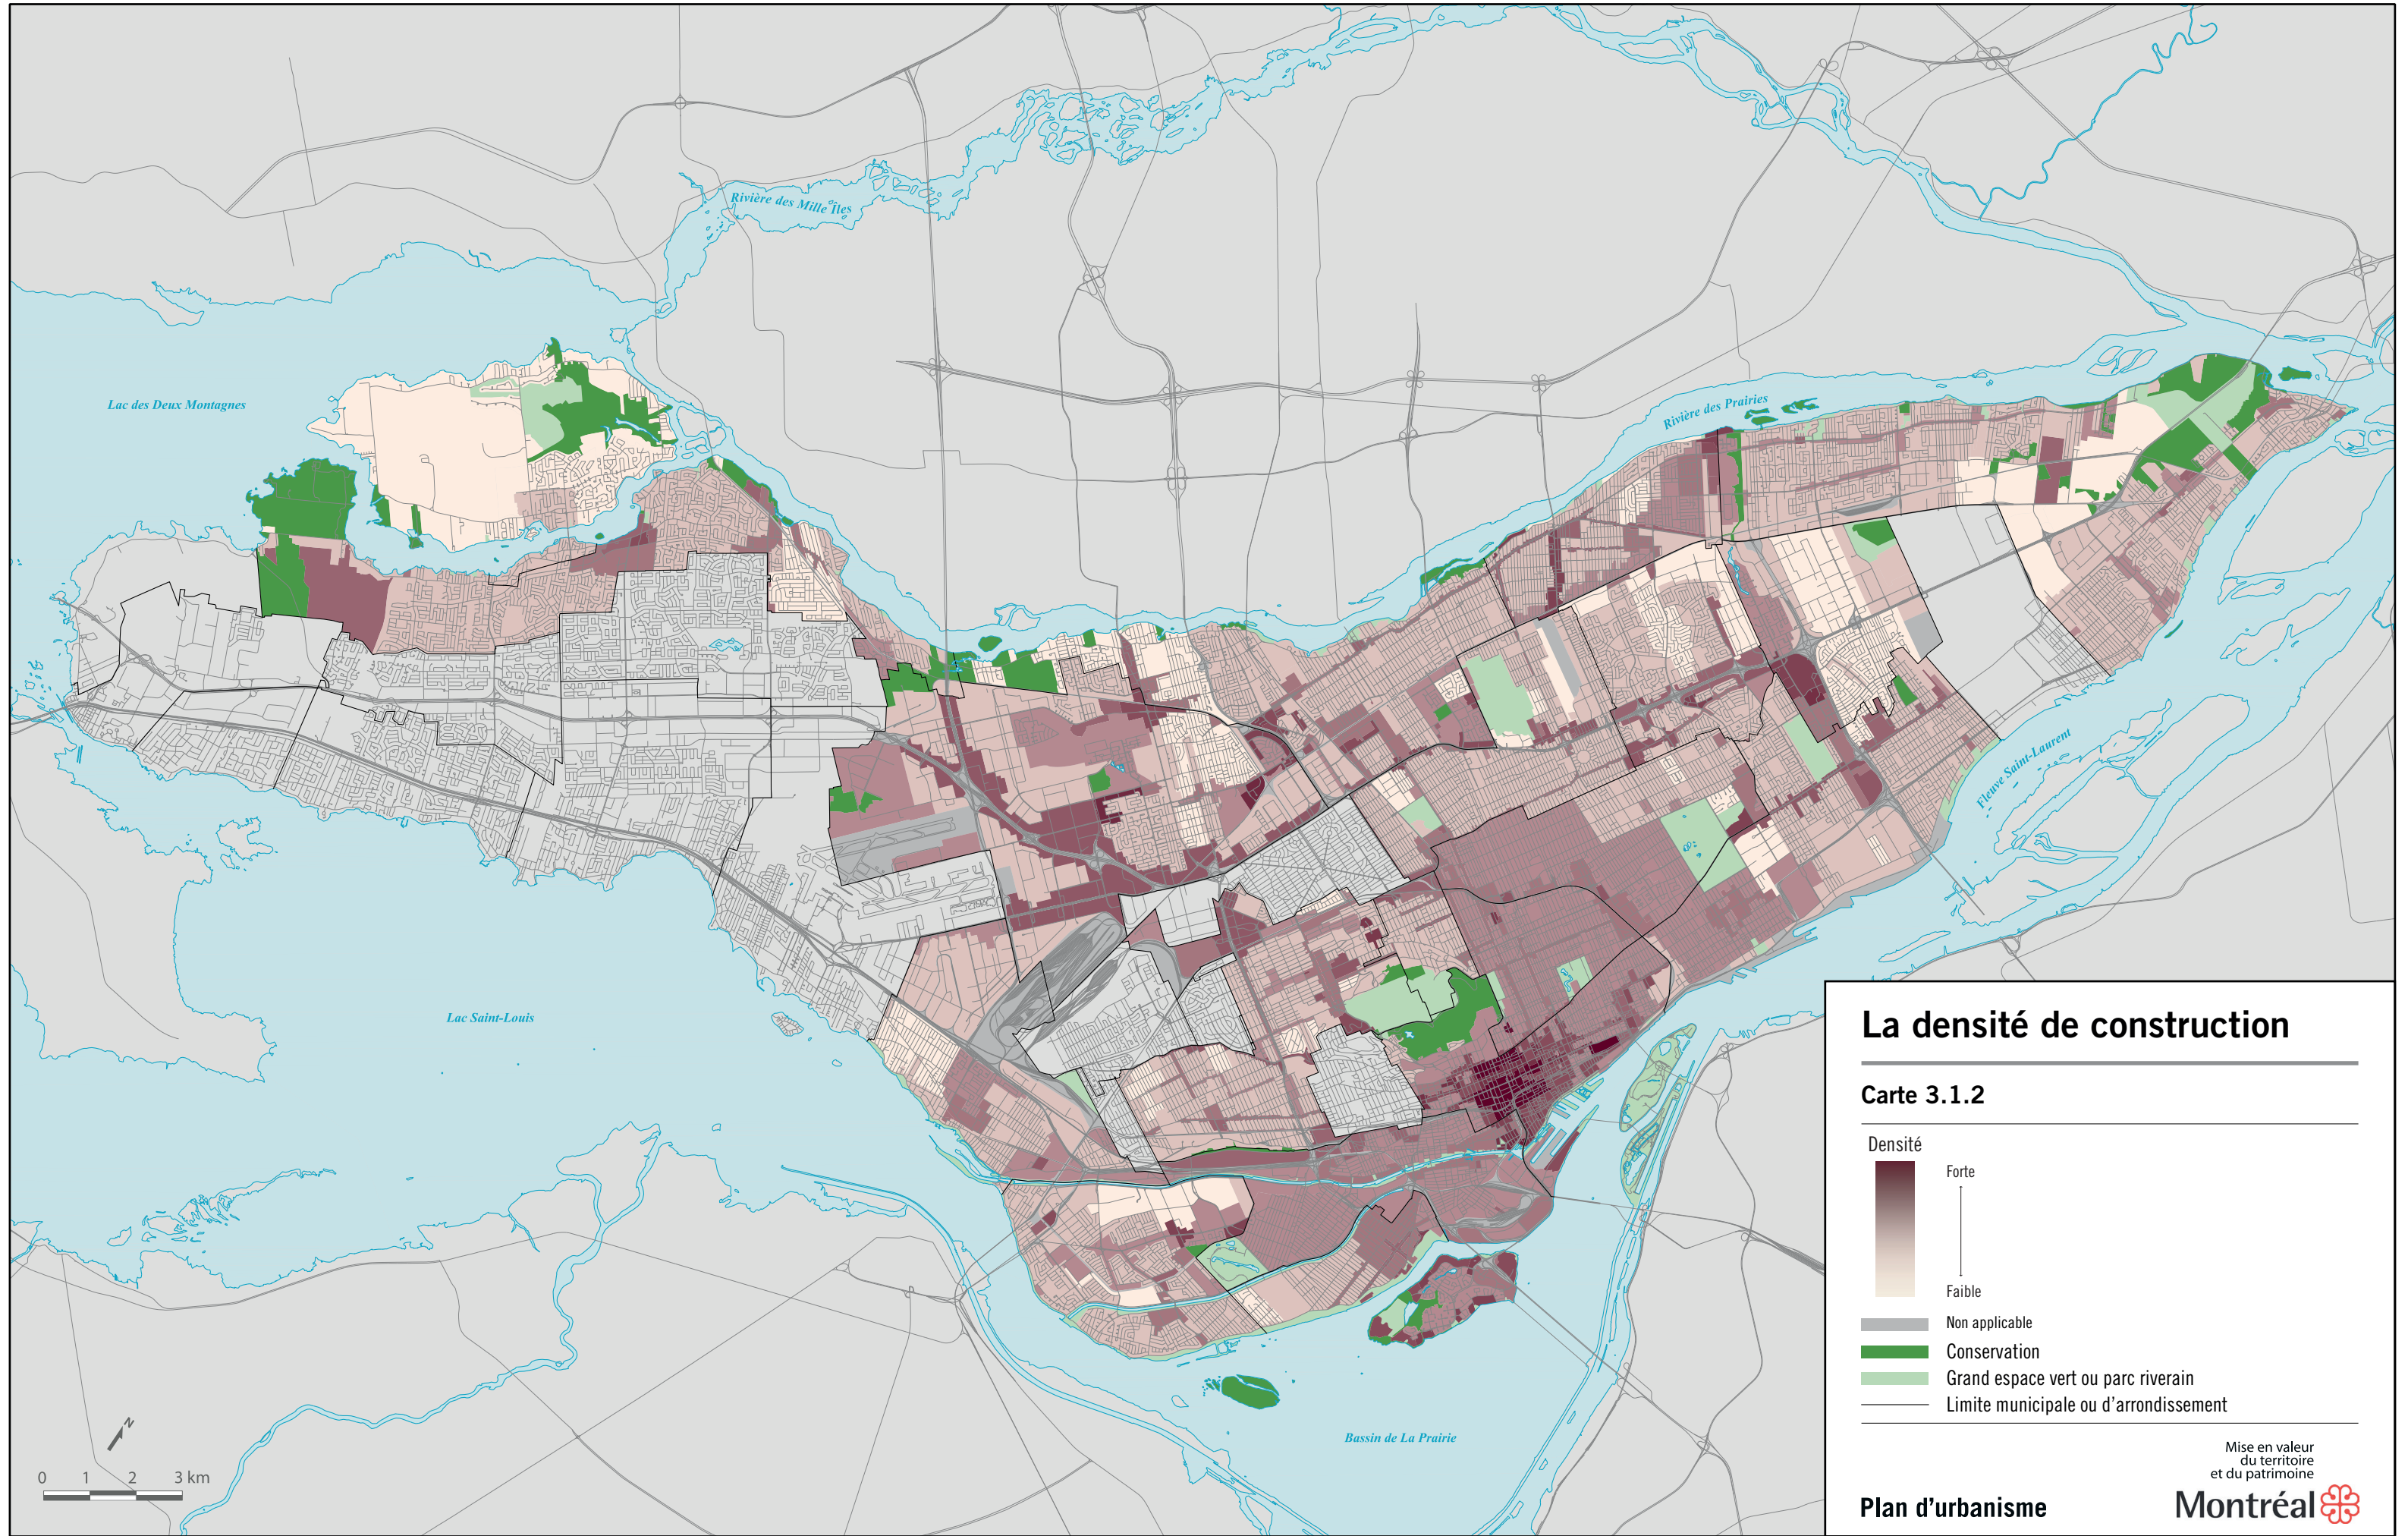 Rivière des Mille Îles
Lac des Deux Montagnes
Rivière des Prairies
Fleuve Saint-Laurent
Lac Saint-Louis
Bassin de La Prairie
N
0 1 2 3 km
La densité de construction
Carte 3.1.2
Densité
Forte
Faible
Non applicable
Conservation
Grand espace vert ou parc riverain
Limite municipale ou d'arrondissement
Mise en valeur
du territoire
et du patrimoine
Plan d'urbanisme
Montréal